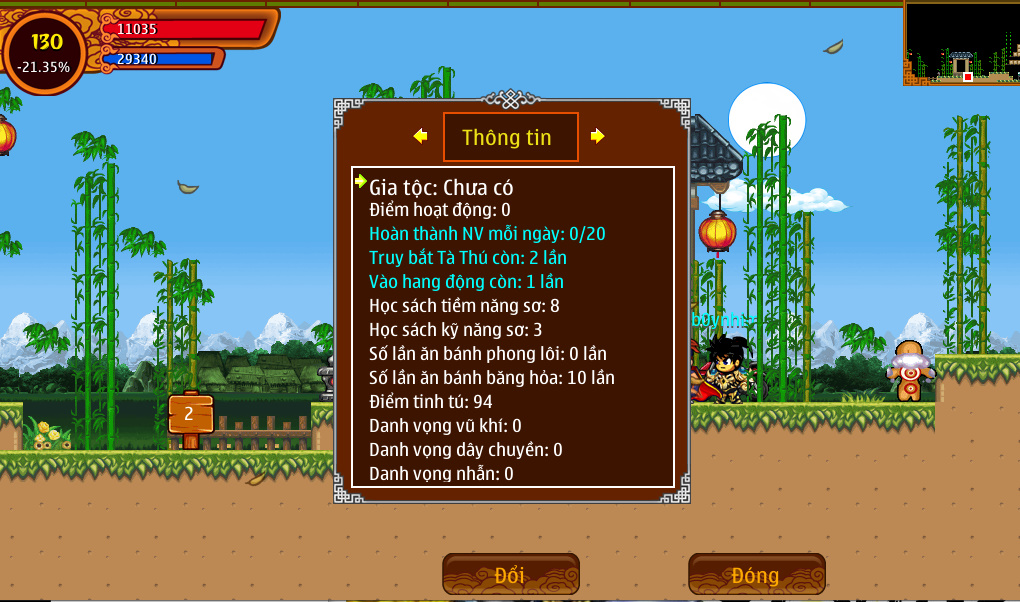 130
-21.35%
11035
29340
Thông tin
Gia tộc: Chưa có
Điểm hoạt động: 0
Hoàn thành NV mỗi ngày: 0/20
Truy bắt Tà Thú còn: 2 lần
Vào hang động còn: 1 lần
Học sách tiềm năng sơ: 8
Học sách kỹ năng sơ: 3
Số lần ăn bánh phong lôi: 0 lần
Số lần ăn bánh băng hỏa: 10 lần
Điểm tinh tú: 94
Danh vọng vũ khí: 0
Danh vọng dây chuyền: 0
Danh vọng nhẫn: 0
2
Đổi
Đóng